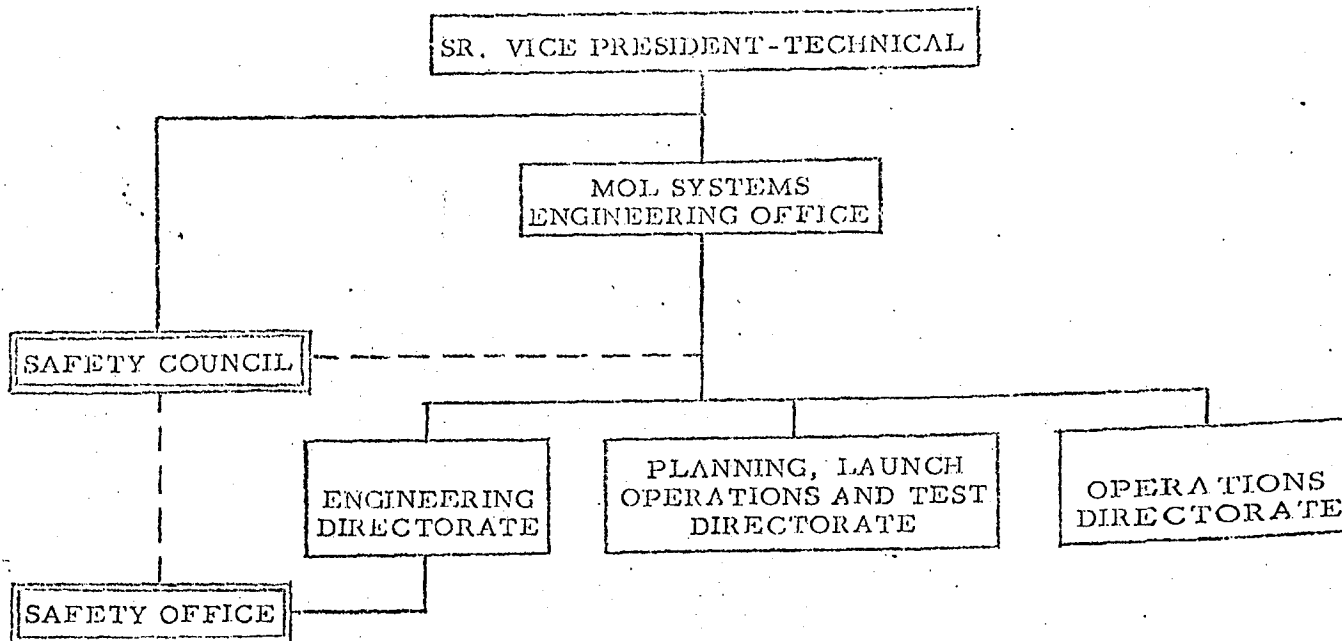 SR. VICE PRESIDENT-TECHNICAL
MOL SYSTEMS
ENGINEERING OFFICE
SAFETY COUNCIL
ENGINEERING
DIRECTORATE
PLANNING, LAUNCH
OPERATIONS AND TEST
DIRECTORATE
OPERATIONS
DIRECTORATE
SAFETY OFFICE